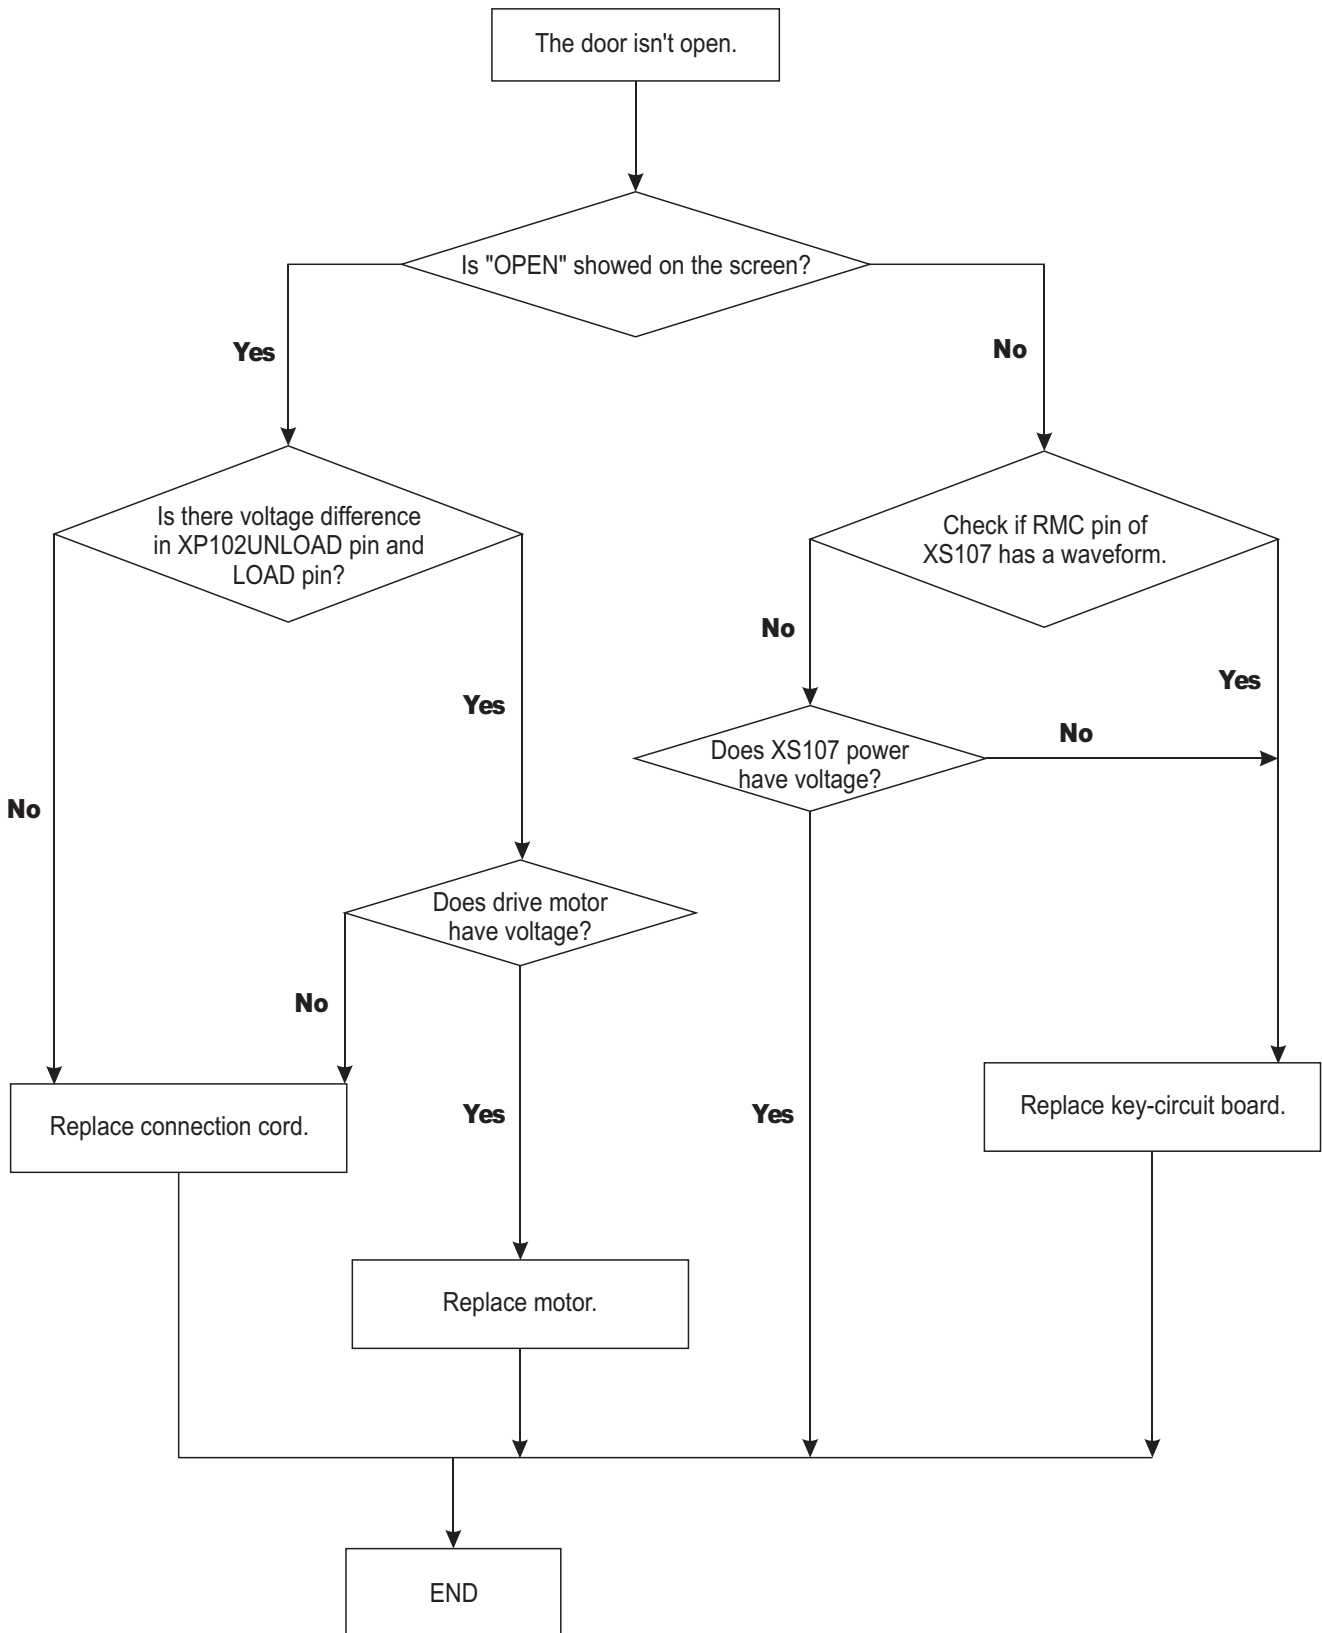 The door isn't open.
Is "OPEN" showed on the screen?
Yes
No
Is there voltage difference
in XP102UNLOAD pin and
LOAD pin?
Check if RMC pin of
XS107 has a waveform.
No
Yes
Yes
No
Does XS107 power
have voltage?
No
Does drive motor
have voltage?
No
Yes
Yes
Replace connection cord.
Replace key-circuit board.
Replace motor.
END